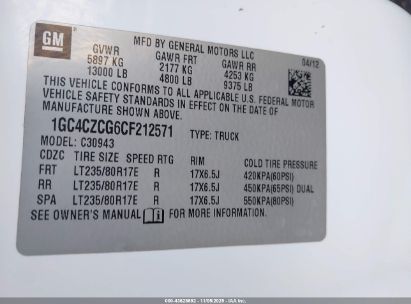 GM
MFD BY GENERAL MOTORS LLC
04/12
GVWR GAWR FRT GAWR RR
5897 KG 2177 KG 4253 KG
13000 LB 4800 LB 9375 LB
THIS VEHICLE CONFORMS TO ALL APPLICABLE U.S. FEDERAL MOTOR
VEHICLE SAFETY STANDARDS IN EFFECT ON THE DATE OF
MANUFACTURE SHOWN ABOVE.
1GC4CZCG6CF212571 TYPE: TRUCK
MODEL: C30943
CDZC TIRE SIZE SPEED RTG RIM COLD TIRE PRESSURE
FRT LT235/80R17E R 17X6.5J 420KPA(60PSI)
RR LT235/80R17E R 17X6.5J 450KPA(65PSI) DUAL
SPA LT235/80R17E R 17X6.5J 550KPA(80PSI)
SEE OWNER'S MANUAL FOR MORE INFORMATION.